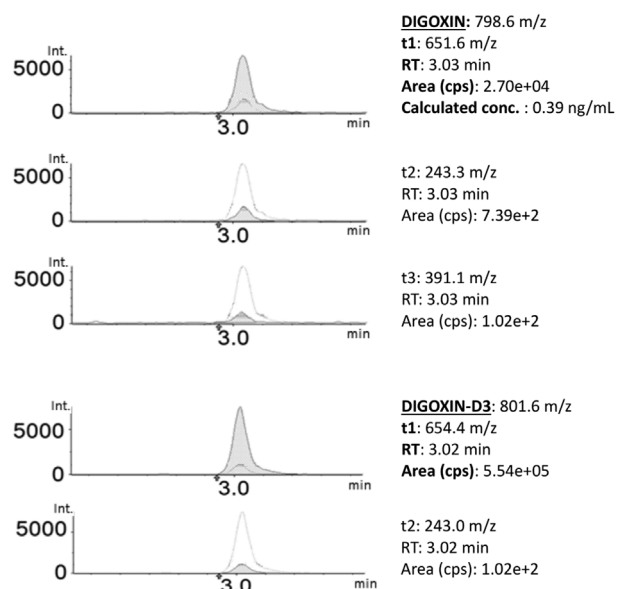 DIGOXIN: 798.6 m/z
t1: 651.6 m/z
RT: 3.03 min
Area (cps): 2.70e+04
Calculated conc. : 0.39 ng/mL
Int.
5000
0
3.0
min
t2: 243.3 m/z
RT: 3.03 min
Area (cps): 7.39e+2
Int.
5000
0
3.0
min
t3: 391.1 m/z
RT: 3.03 min
Area (cps): 1.02e+2
Int.
5000
0
3.0
min
DIGOXIN-D3: 801.6 m/z
t1: 654.4 m/z
RT: 3.02 min
Area (cps): 5.54e+05
Int.
5000
0
3.0
min
t2: 243.0 m/z
RT: 3.02 min
Area (cps): 1.02e+2
Int.
5000
0
3.0
min